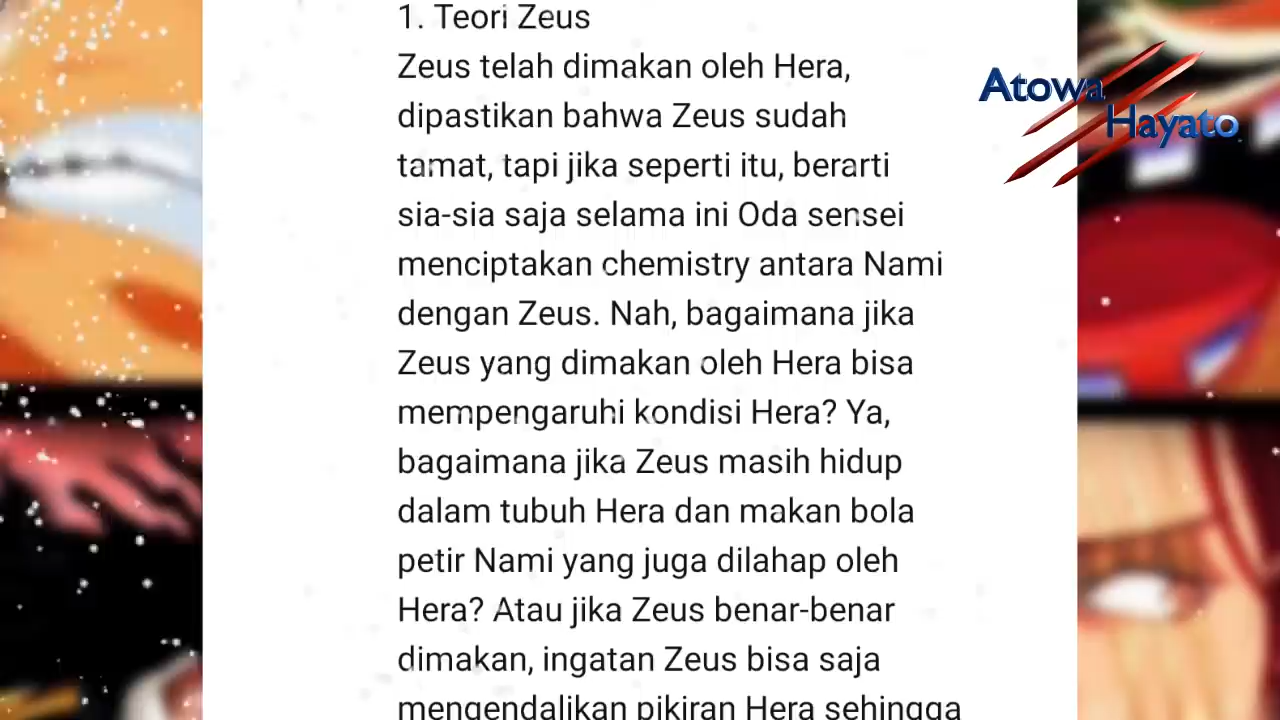 1. Teori Zeus
Zeus telah dimakan oleh Hera,
dipastikan bahwa Zeus sudah
tamat, tapi jika seperti itu, berarti
sia-sia saja selama ini Oda sensei
menciptakan chemistry antara Nami
dengan Zeus. Nah, bagaimana jika
Zeus yang dimakan oleh Hera bisa
mempengaruhi kondisi Hera? Ya,
bagaimana jika Zeus masih hidup
dalam tubuh Hera dan makan bola
petir Nami yang juga dilahap oleh
Hera? Atau jika Zeus benar-benar
dimakan, ingatan Zeus bisa saja
mengendalikan pikiran Hera sehingga
Atowa
Hayato